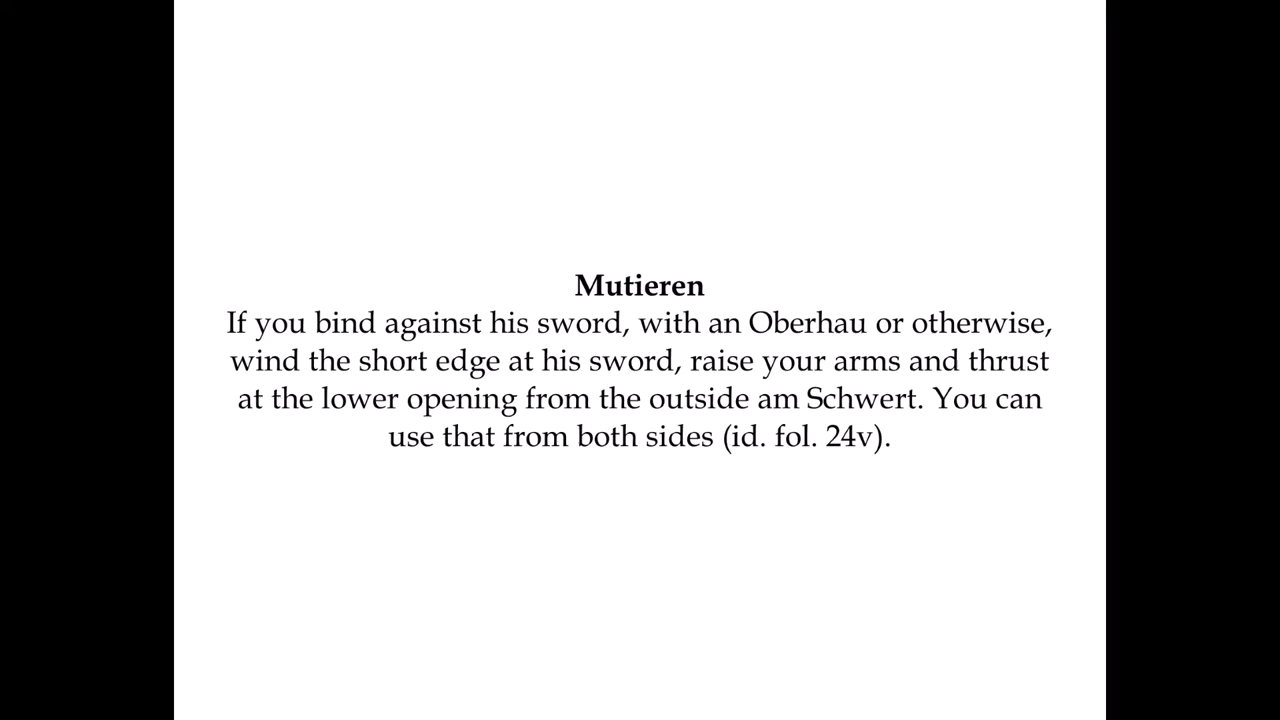 Mutieren
If you bind against his sword, with an Oberhau or otherwise,
wind the short edge at his sword, raise your arms and thrust
at the lower opening from the outside am Schwert. You can
use that from both sides (id. fol. 24v).